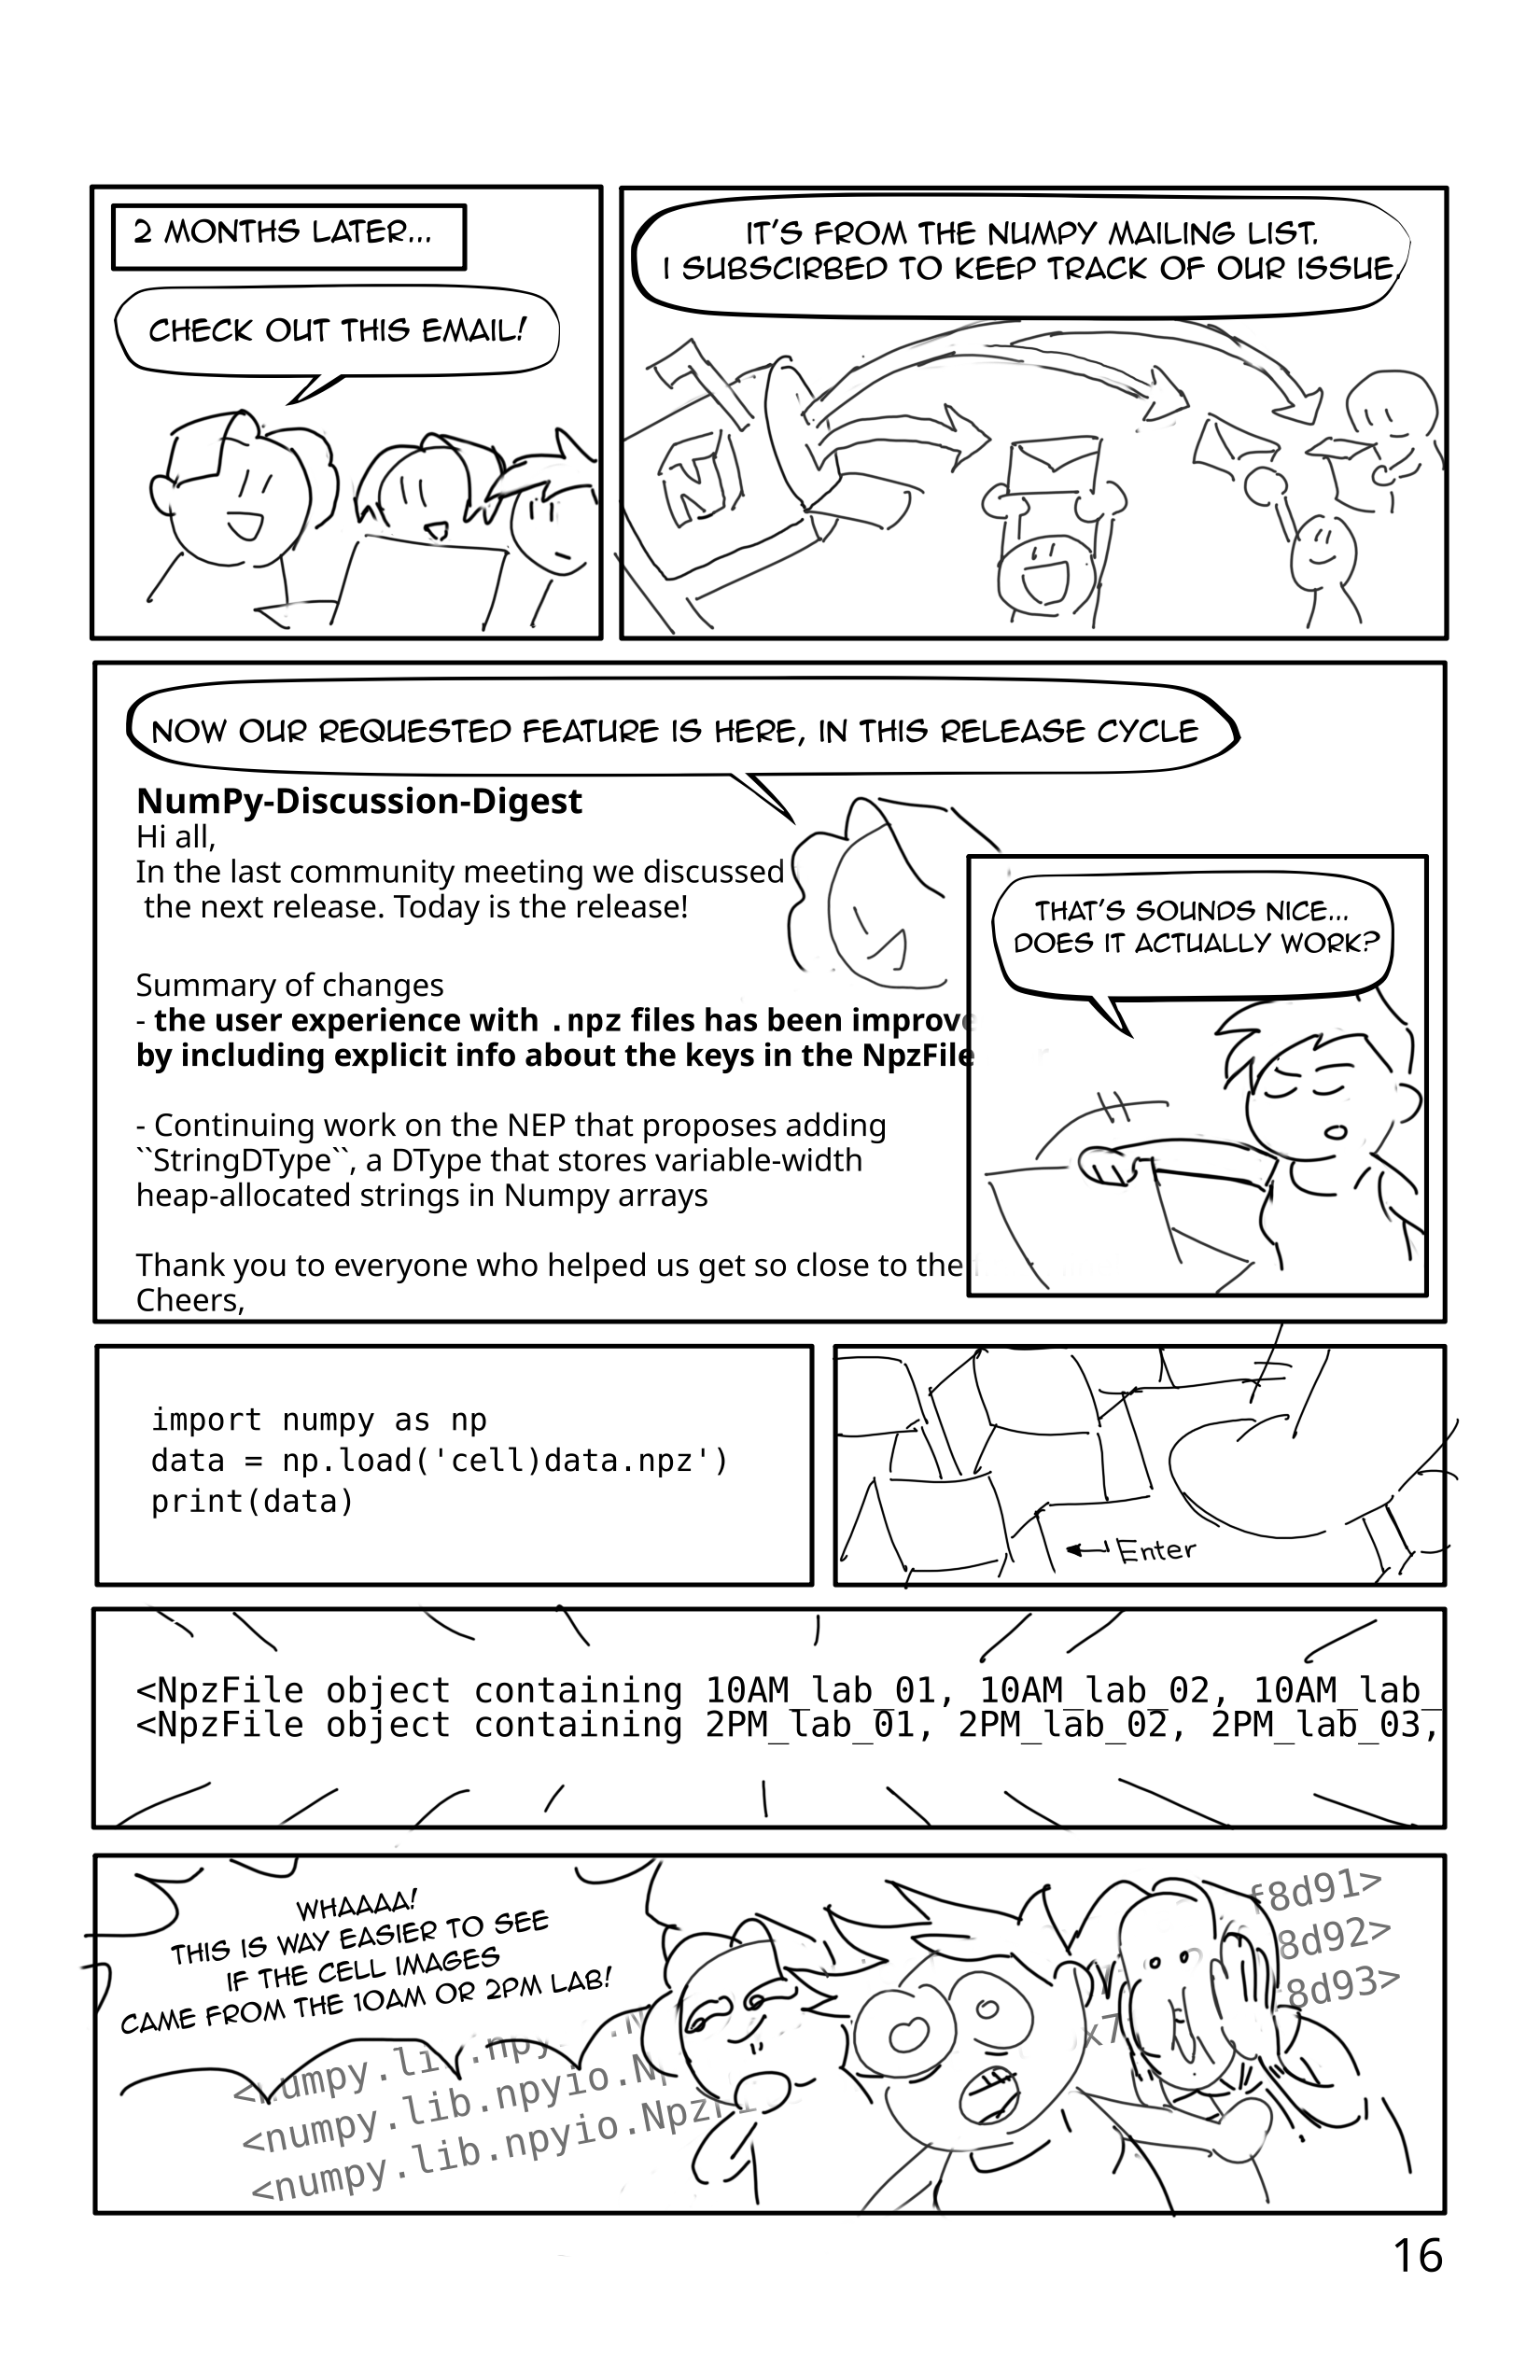 2 MONTHS LATER...
CHECK OUT THIS EMAIL!
IT'S FROM THE NUMPY MAILING LIST.
I SUBSCIRBED TO KEEP TRACK OF OUR ISSUE.
N
NOW OUR REQUESTED FEATURE IS HERE, IN THIS RELEASE CYCLE
NumPy-Discussion-Digest
Hi all,
In the last community meeting we discussed
the next release. Today is the release!
Summary of changes
- the user experience with .npz files has been improve
by including explicit info about the keys in the NpzFile
- Continuing work on the NEP that proposes adding
``StringDType``, a DType that stores variable-width
heap-allocated strings in Numpy arrays
Thank you to everyone who helped us get so close to the
Cheers,
THAT'S SOUNDS NICE...
DOES IT ACTUALLY WORK?
import numpy as np
data = np.load('cell)data.npz')
print(data)
Enter
<NpzFile object containing 10AM_lab_01, 10AM_lab_02, 10AM_lab_
<NpzFile object containing 2PM_lab_01, 2PM_lab_02, 2PM_lab_03,
WHAAAA!
THIS IS WAY EASIER TO SEE
IF THE CELL IMAGES
CAME FROM THE 10AM OR 2PM LAB!
f8d91>
8d92>
8d93>
x7
<numpy.li .npy
<numpy.lib.npyio.Np
<numpy.lib.npyio.Npz
16